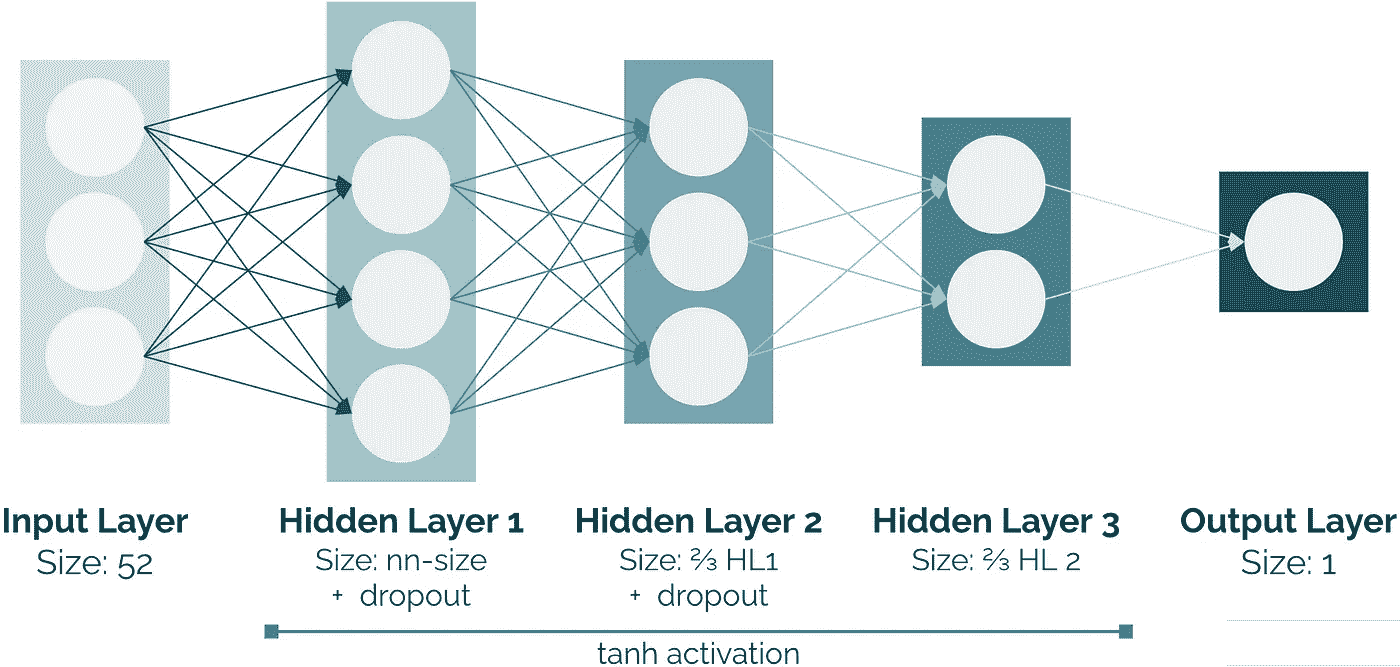 Input Layer
Size: 52
Hidden Layer 1
Size: nn-size
+ dropout
Hidden Layer 2
Size: ⅔ HL1
+ dropout
Hidden Layer 3
Size: ⅔ HL 2
Output Layer
Size: 1
tanh activation